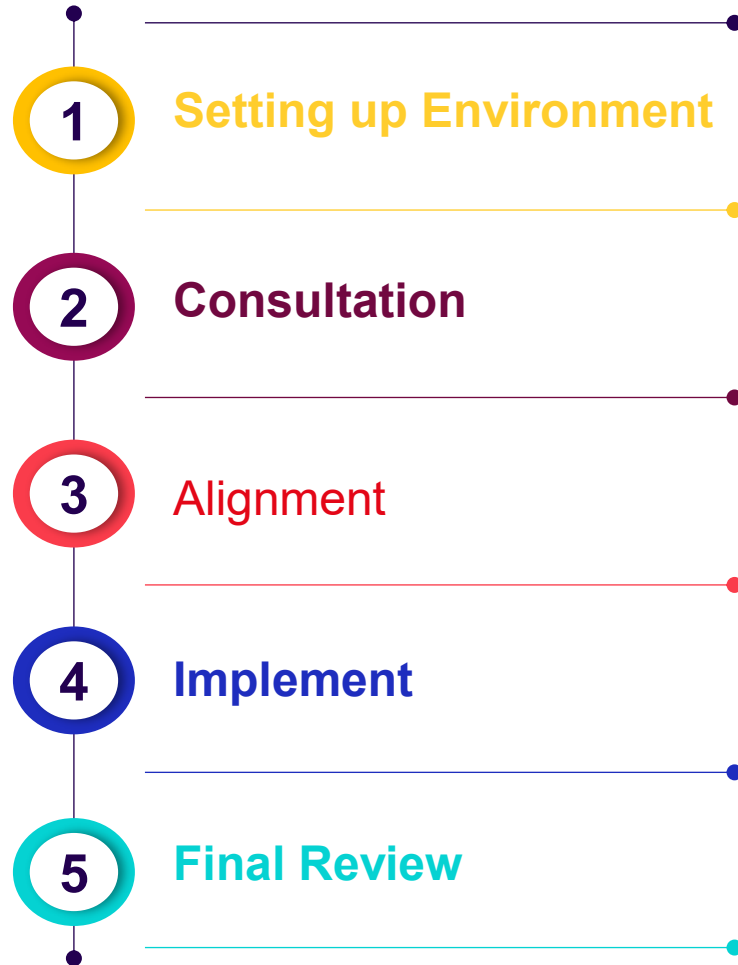 1
Setting up Environment
2
Consultation
3
Alignment
4
Implement
5
Final Review